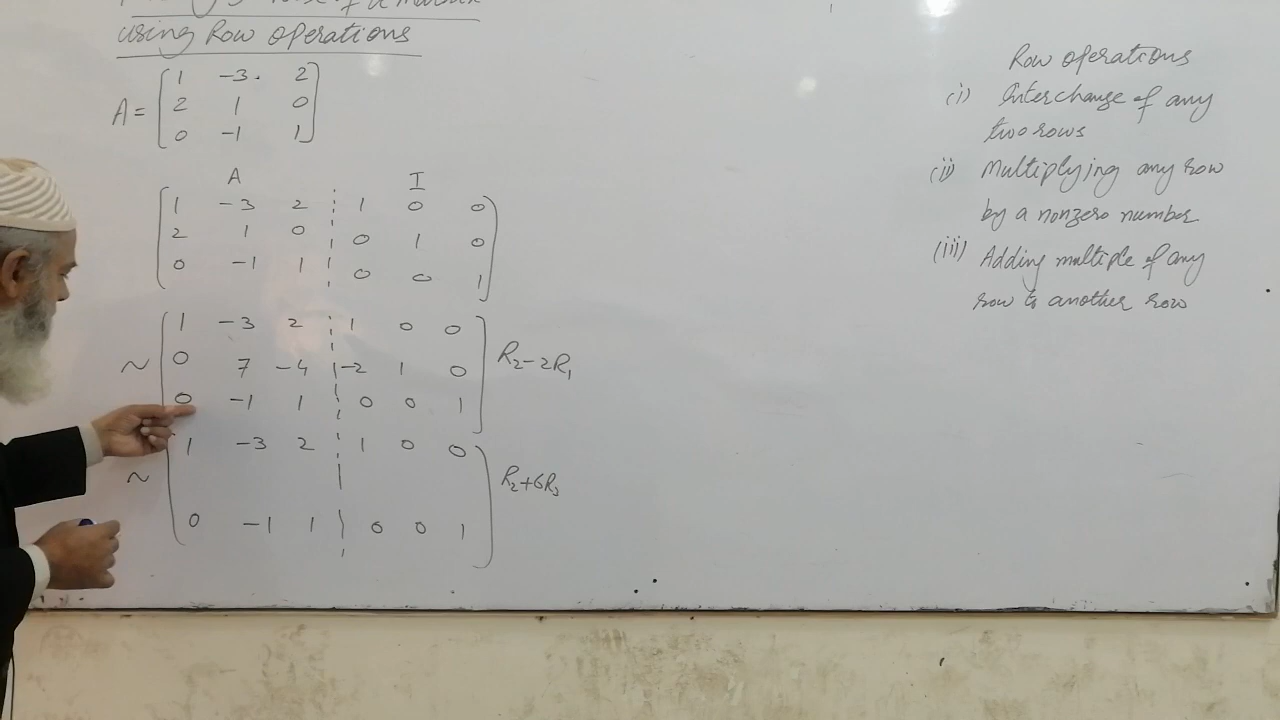 using Row operations
A = [ 1 -3 2
2 1 0
0 -1 1 ]
A I
[ 1 -3 2 ¦ 1 0 0
2 1 0 ¦ 0 1 0
0 -1 1 ¦ 0 0 1 ]
~ [ 1 -3 2 ¦ 1 0 0
0 7 -4 ¦ -2 1 0
0 -1 1 ¦ 0 0 1 ] R2-2R1
~ [ 1 -3 2 ¦ 1 0 0
R2+6R3
0 -1 1 ¦ 0 0 1 ]
Row operations
(i) Interchange of any
two rows
(ii) Multiplying any row
by a nonzero number
(iii) Adding multiple of any
row to another row